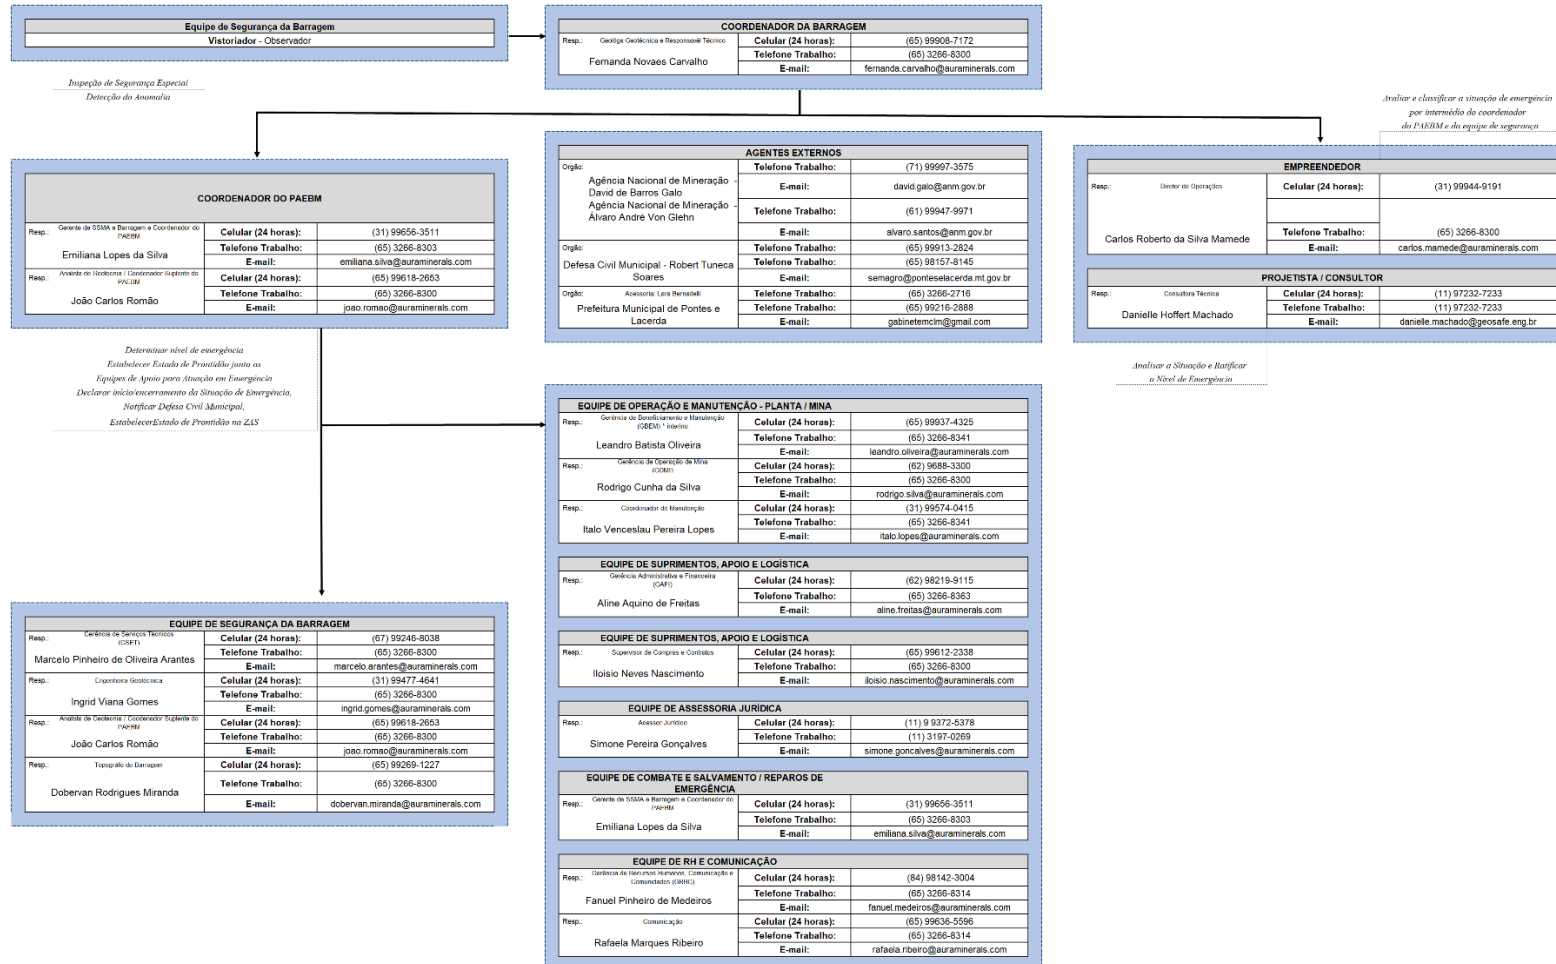 Equipe de Segurança da Barragem
Vistoriador - Observador
Inspeção de Segurança Especial
Detecção da Anomalia
COORDENADOR DA BARRAGEM
Resp.: Geológa Geotécnica e Responsavél Técnico Celular (24 horas): (65) 99908-7172
Fernanda Novaes Carvalho Telefone Trabalho: (65) 3266-8300
E-mail: fernanda.carvalho@auraminerals.com
Avaliar e classificar a situação de emergência
por intermédio do coordenador
do PAEBM e da equipe de segurança
COORDENADOR DO PAEBM
Resp.: Gerente de SSMA e Barragem e Coordenador do PAEBM Celular (24 horas): (31) 99656-3511
Emiliana Lopes da Silva Telefone Trabalho: (65) 3266-8303
E-mail: emiliana.silva@auraminerals.com
Resp.: Analista de Geotecnia / Coodenador Suplente do PAEBM Celular (24 horas): (65) 99618-2653
João Carlos Romão Telefone Trabalho: (65) 3266-8300
E-mail: joao.romao@auraminerals.com
AGENTES EXTERNOS
Orgão: Telefone Trabalho: (71) 99997-3575
Agência Nacional de Mineração -
David de Barros Galo E-mail: david.galo@anm.gov.br
Agência Nacional de Mineração -
Álvaro André Von Glehn Telefone Trabalho: (61) 99947-9971
E-mail: alvaro.santos@anm.gov.br
Orgão: Telefone Trabalho: (65) 99913-2824
Defesa Civil Municipal - Robert Tuneca Soares Telefone Trabalho: (65) 98157-8145
E-mail: semagro@ponteselacerda.mt.gov.br
Orgão: Acessoria: Lera Bernadelli Telefone Trabalho: (65) 3266-2716
Prefeitura Municipal de Pontes e Lacerda Telefone Trabalho: (65) 99216-2888
E-mail: gabinetemclm@gmail.com
EMPREENDEDOR
Resp.: Diretor de Operações Celular (24 horas): (31) 99944-9191
Carlos Roberto da Silva Mamede Telefone Trabalho: (65) 3266-8300
E-mail: carlos.mamede@auraminerals.com
PROJETISTA / CONSULTOR
Resp.: Consultora Técnica Celular (24 horas): (11) 97232-7233
Danielle Hoffert Machado Telefone Trabalho: (11) 97232-7233
E-mail: danielle.machado@geosafe.eng.br
Analisar a Situação e Ratificar
o Nível de Emergência
Determinar nível de emergência
Estabelecer Estado de Prontidão junto as
Equipes de Apoio para Atuação em Emergência
Declarar início/encerramento da Situação de Emergência,
Notificar Defesa Civil Municipal,
EstabelecerEstado de Prontidão na ZAS
EQUIPE DE OPERAÇÃO E MANUTENÇÃO - PLANTA / MINA
Resp.: Gerência de Beneficiamento e Manutenção (GBEM) * interino Celular (24 horas): (65) 99937-4325
Leandro Batista Oliveira Telefone Trabalho: (65) 3266-8341
E-mail: leandro.oliveira@auraminerals.com
Resp.: Gerência de Operação de Mina (GOMI) Celular (24 horas): (62) 9688-3300
Rodrigo Cunha da Silva Telefone Trabalho: (65) 3266-8300
E-mail: rodrigo.silva@auraminerals.com
Resp.: Coordenador de Manutenção Celular (24 horas): (31) 99574-0415
Italo Venceslau Pereira Lopes Telefone Trabalho: (65) 3266-8341
E-mail: italo.lopes@auraminerals.com
EQUIPE DE SUPRIMENTOS, APOIO E LOGÍSTICA
Resp.: Gerência Administrativa e Financeira (GAFI) Celular (24 horas): (62) 98219-9115
Aline Aquino de Freitas Telefone Trabalho: (65) 3266-8363
E-mail: aline.freitas@auraminerals.com
EQUIPE DE SUPRIMENTOS, APOIO E LOGÍSTICA
Resp.: Supervisor de Compras e Contratos Celular (24 horas): (65) 99612-2338
Iloisio Neves Nascimento Telefone Trabalho: (65) 3266-8300
E-mail: iloisio.nascimento@auraminerals.com
EQUIPE DE ASSESSORIA JURÍDICA
Resp.: Acessor Jurídico Celular (24 horas): (11) 9 9372-5378
Simone Pereira Gonçalves Telefone Trabalho: (11) 3197-0269
E-mail: simone.goncalves@auraminerals.com
EQUIPE DE COMBATE E SALVAMENTO / REPAROS DE
EMERGÊNCIA
Resp.: Gerente de SSMA e Barragem e Coordenador do PAEBM Celular (24 horas): (31) 99656-3511
Emiliana Lopes da Silva Telefone Trabalho: (65) 3266-8303
E-mail: emiliana.silva@auraminerals.com
EQUIPE DE RH E COMUNICAÇÃO
Resp.: Gerência de Recursos Humanos, Comunicação e Comunidades (GRHC) Celular (24 horas): (84) 98142-3004
Fanuel Pinheiro de Medeiros Telefone Trabalho: (65) 3266-8314
E-mail: fanuel.medeiros@auraminerals.com
Resp.: Comunicação Celular (24 horas): (65) 99636-5596
Rafaela Marques Ribeiro Telefone Trabalho: (65) 3266-8314
E-mail: rafaela.ribeiro@auraminerals.com
EQUIPE DE SEGURANÇA DA BARRAGEM
Resp.: Gerência de Serviços Técnicos (GSET) Celular (24 horas): (67) 99246-8038
Marcelo Pinheiro de Oliveira Arantes Telefone Trabalho: (65) 3266-8300
E-mail: marcelo.arantes@auraminerals.com
Resp.: Engenheira Geotécnica Celular (24 horas): (31) 99477-4641
Ingrid Viana Gomes Telefone Trabalho: (65) 3266-8300
E-mail: ingrid.gomes@auraminerals.com
Resp.: Analista de Geotecnia / Coodenador Suplente do PAEBM Celular (24 horas): (65) 99618-2653
João Carlos Romão Telefone Trabalho: (65) 3266-8300
E-mail: joao.romao@auraminerals.com
Resp.: Topográfo de Barragem Celular (24 horas): (65) 99269-1227
Dobervan Rodrigues Miranda Telefone Trabalho: (65) 3266-8300
E-mail: dobervan.miranda@auraminerals.com